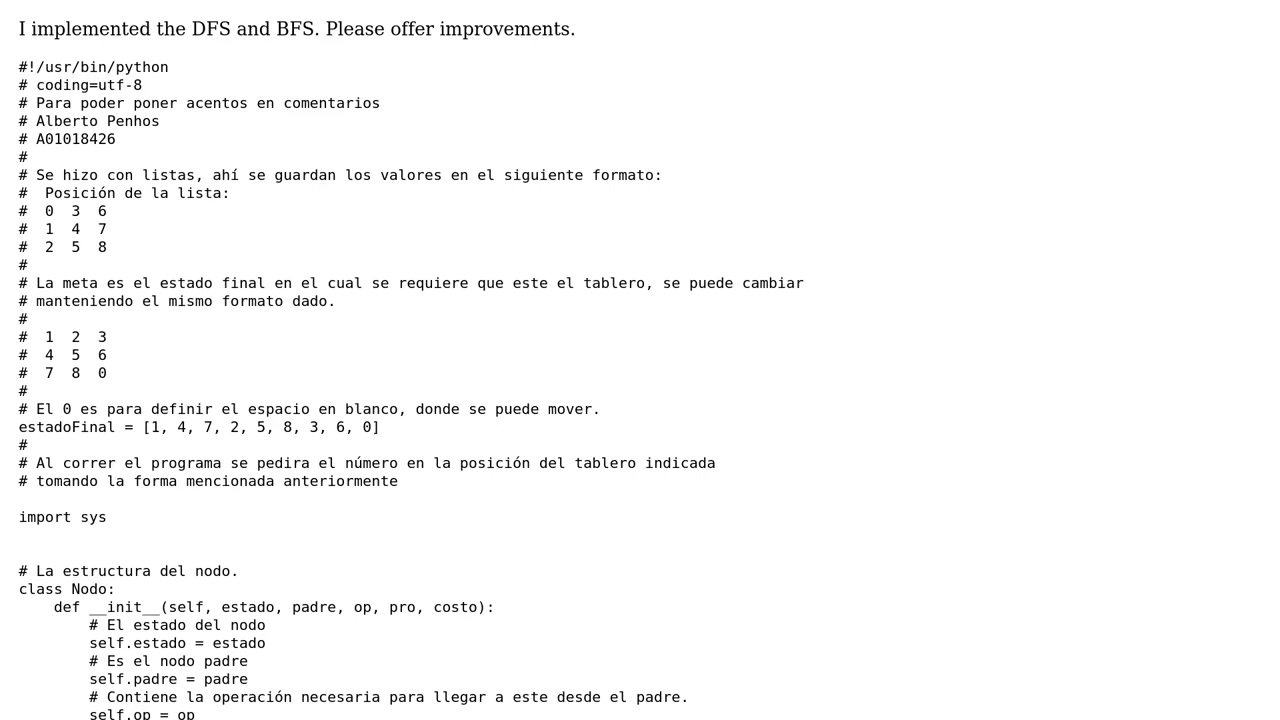 I implemented the DFS and BFS. Please offer improvements.
#!/usr/bin/python
# coding=utf-8
# Para poder poner acentos en comentarios
# Alberto Penhos
# A01018426
#
# Se hizo con listas, ahí se guardan los valores en el siguiente formato:
#  Posición de la lista:
#  0  3  6
#  1  4  7
#  2  5  8
#
# La meta es el estado final en el cual se requiere que este el tablero, se puede cambiar
# manteniendo el mismo formato dado.
#
#  1  2  3
#  4  5  6
#  7  8  0
#
# El 0 es para definir el espacio en blanco, donde se puede mover.
estadoFinal = [1, 4, 7, 2, 5, 8, 3, 6, 0]
#
# Al correr el programa se pedira el número en la posición del tablero indicada
# tomando la forma mencionada anteriormente
import sys
# La estructura del nodo.
class Nodo:
    def __init__(self, estado, padre, op, pro, costo):
        # El estado del nodo
        self.estado = estado
        # Es el nodo padre
        self.padre = padre
        # Contiene la operación necesaria para llegar a este desde el padre.
        self.op = op